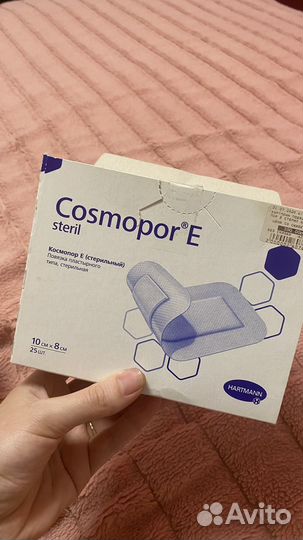 Cosmopor® E
steril
Космопор Е (стерильный)
Повязка пластырного
типа, стерильная
10 см × 8 см
25 шт.
HARTMANN
Avito